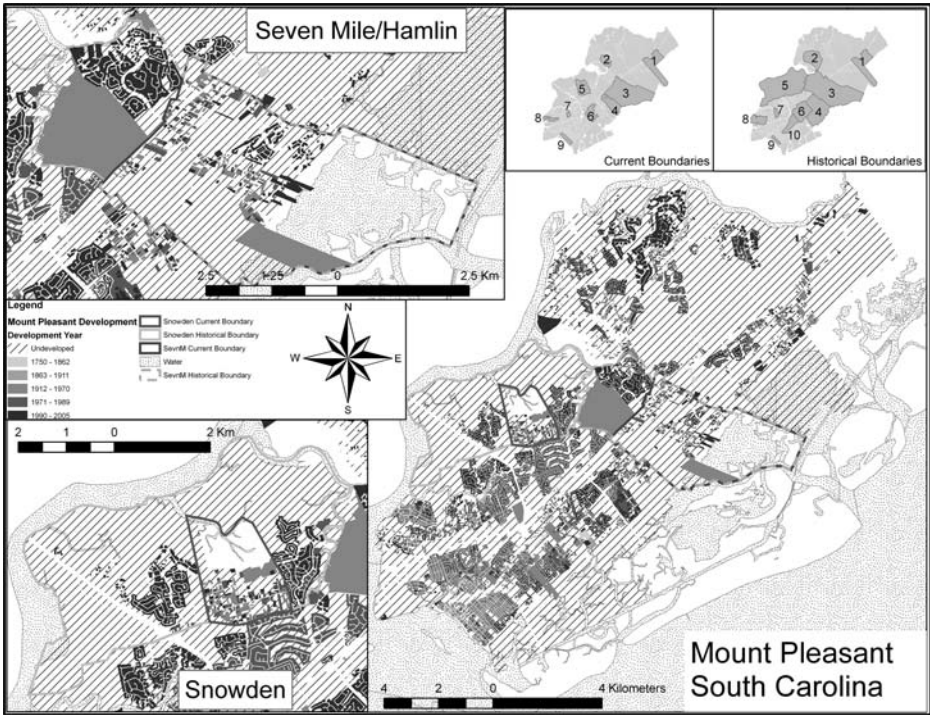 Seven Mile/Hamlin
2.5 1.25 0 2.5 Km
1
2
3
4
5
6
7
8
9
Current Boundaries
1
2
3
4
5
6
7
8
9
10
Historical Boundaries
Legend
Mount Pleasant Development
Development Year
Undeveloped
1750 - 1862
1863 - 1911
1912 - 1970
1971 - 1989
1990 - 2005
Snowden Current Boundary
Snowden Historical Boundary
SevnM Current Boundary
Water
SevnM Historical Boundary
N
W E
S
2 1 0 2 Km
Snowden
4 2 0 4 Kilometers
Mount Pleasant
South Carolina